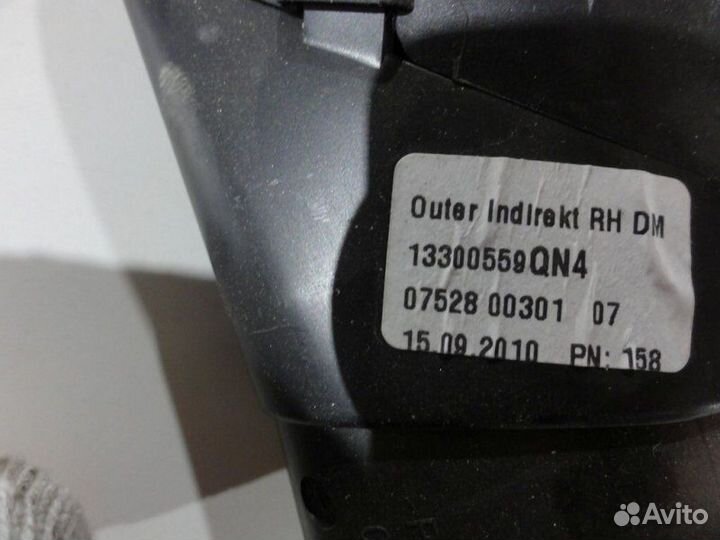 Outer Indirekt RH DM
13300559QN4
07528 00301 07
15.09.2010 PN: 158
Avito